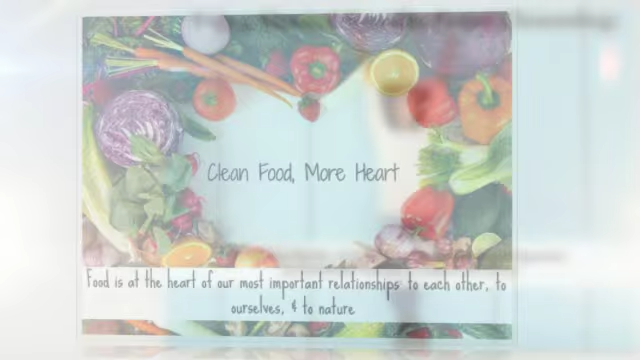 Clean Food, More Heart
Food is at the heart of our most important relationships to each other, to
ourselves, & to nature